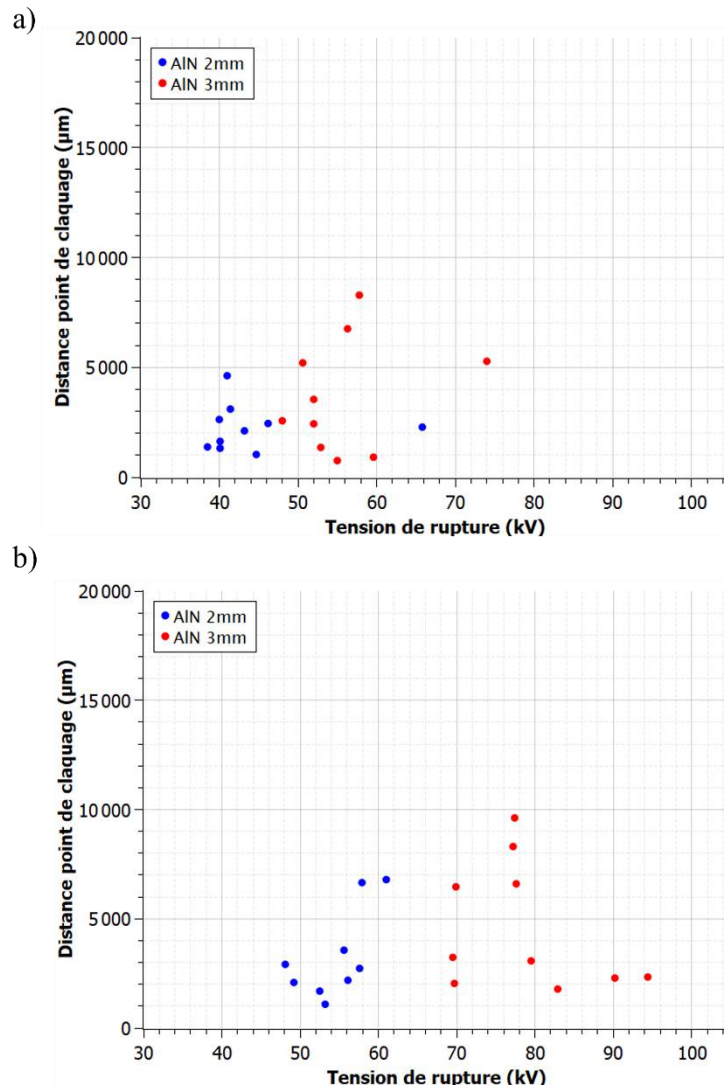 a)
20 000
AlN 2mm
AlN 3mm
15 000
10 000
5 000
0
Distance point de claquage (µm)
30 40 50 60 70 80 90 100
Tension de rupture (kV)
b)
20 000
AlN 2mm
AlN 3mm
15 000
10 000
5 000
0
Distance point de claquage (µm)
30 40 50 60 70 80 90 100
Tension de rupture (kV)